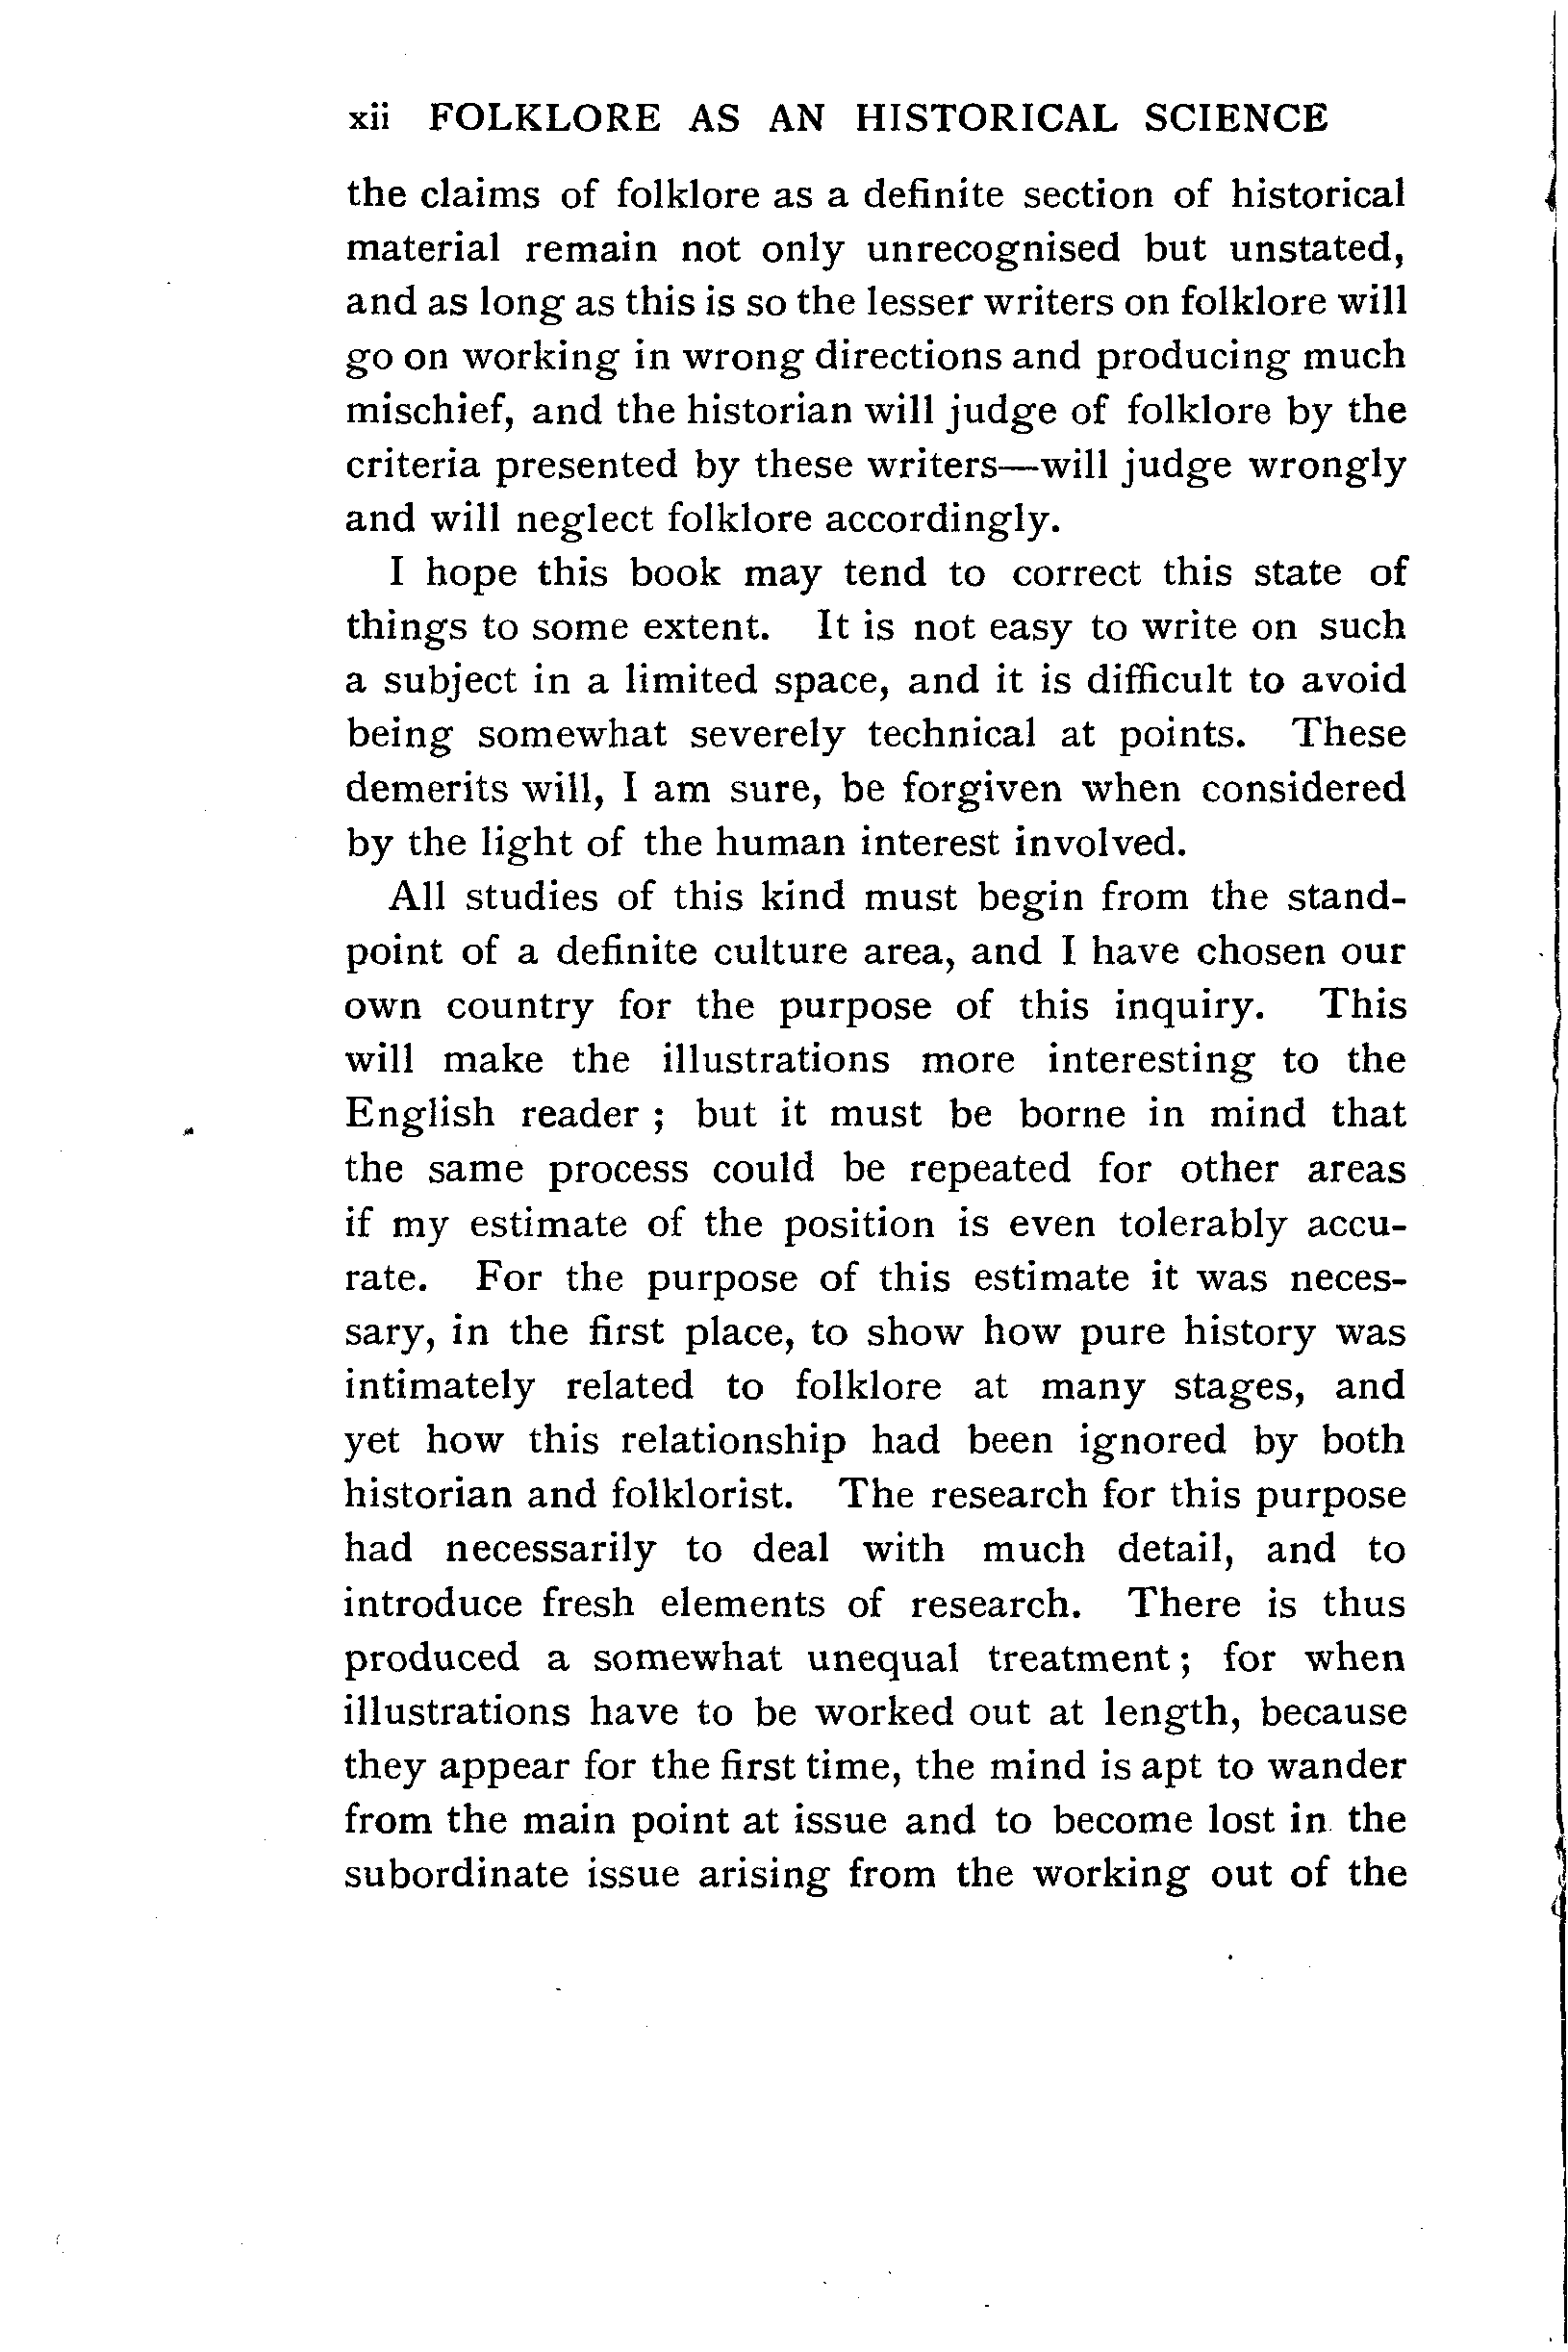 xii FOLKLORE AS AN HISTORICAL SCIENCE
the claims of folklore as a definite section of historical
material remain not only unrecognised but unstated,
and as long as this is so the lesser writers on folklore will
go on working in wrong directions and producing much
mischief, and the historian will judge of folklore by the
criteria presented by these writers—will judge wrongly
and will neglect folklore accordingly.
I hope this book may tend to correct this state of
things to some extent. It is not easy to write on such
a subject in a limited space, and it is difficult to avoid
being somewhat severely technical at points. These
demerits will, I am sure, be forgiven when considered
by the light of the human interest involved.
All studies of this kind must begin from the stand-
point of a definite culture area, and I have chosen our
own country for the purpose of this inquiry. This
will make the illustrations more interesting to the
English reader ; but it must be borne in mind that
the same process could be repeated for other areas
if my estimate of the position is even tolerably accu-
rate. For the purpose of this estimate it was neces-
sary, in the first place, to show how pure history was
intimately related to folklore at many stages, and
yet how this relationship had been ignored by both
historian and folklorist. The research for this purpose
had necessarily to deal with much detail, and to
introduce fresh elements of research. There is thus
produced a somewhat unequal treatment; for when
illustrations have to be worked out at length, because
they appear for the first time, the mind is apt to wander
from the main point at issue and to become lost in the
subordinate issue arising from the working out of the